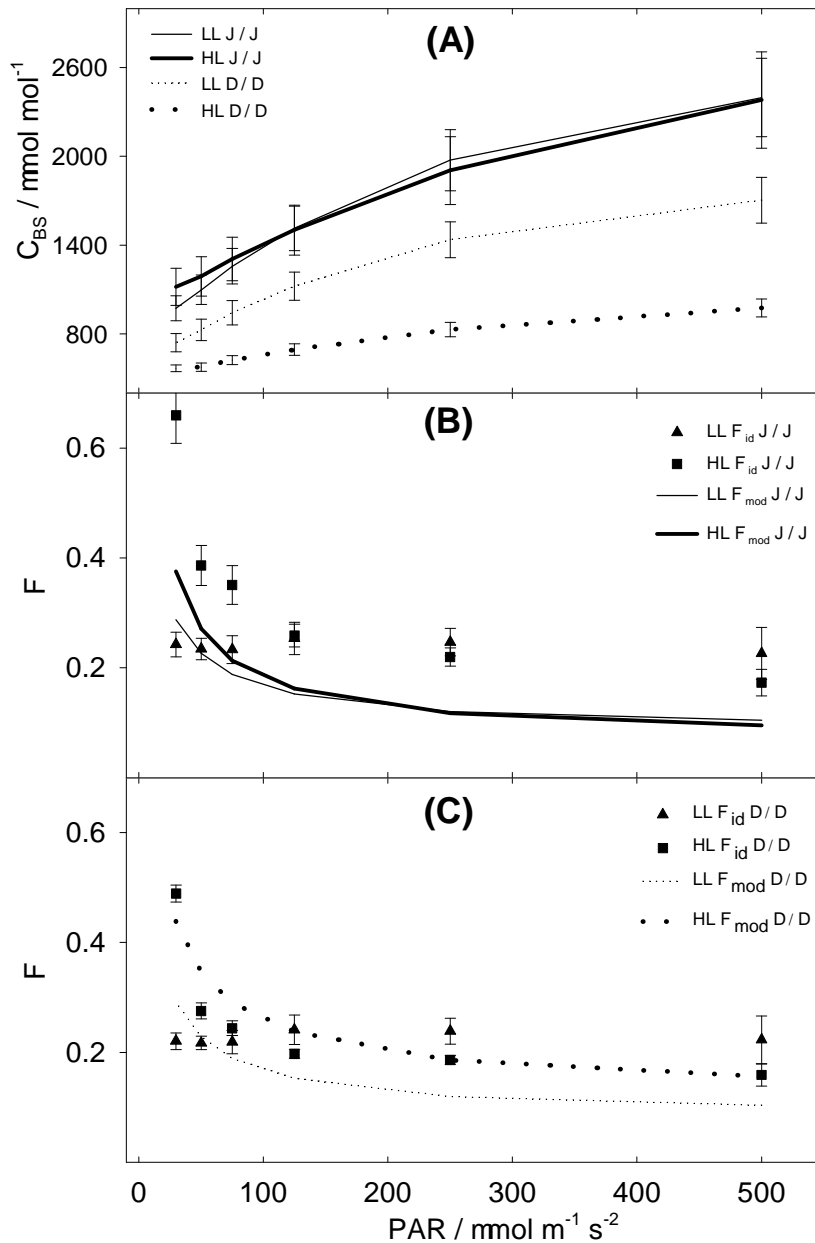 (A)
LL J / J
HL J / J
LL D / D
HL D / D
2600
2000
1400
800
C_BS / mmol mol⁻¹
(B)
LL F_id J / J
HL F_id J / J
LL F_mod J / J
HL F_mod J / J
0.6
0.4
0.2
F
(C)
LL F_id D / D
HL F_id D / D
LL F_mod D / D
HL F_mod D / D
0.6
0.4
0.2
F
0 100 200 300 400 500
PAR / mmol m⁻¹ s⁻²